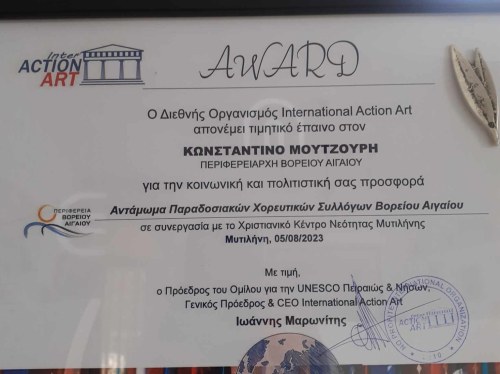 Inter
ACTION
ART
AWARD
Ο Διεθνής Οργανισμός International Action Art
απονέμει τιμητικό έπαινο στον
ΚΩΝΣΤΑΝΤΙΝΟ ΜΟΥΤΖΟΥΡΗ
ΠΕΡΙΦΕΡΕΙΑΡΧΗ ΒΟΡΕΙΟΥ ΑΙΓΑΙΟΥ
για την κοινωνική και πολιτιστική σας προσφορά
ΠΕΡΙΦΕΡΕΙΑ
ΒΟΡΕΙΟΥ
ΑΙΓΑΙΟΥ
Αντάμωμα Παραδοσιακών Χορευτικών Συλλόγων Βορείου Αιγαίου
σε συνεργασία με το Χριστιανικό Κέντρο Νεότητας Μυτιλήνης
Μυτιλήνη, 05/08/2023
Με τιμή,
ο Πρόεδρος του Ομίλου για την UNESCO Πειραιώς & Νήσων,
Γενικός Πρόεδρος & CEO International Action Art
Ιωάννης Μαρωνίτης